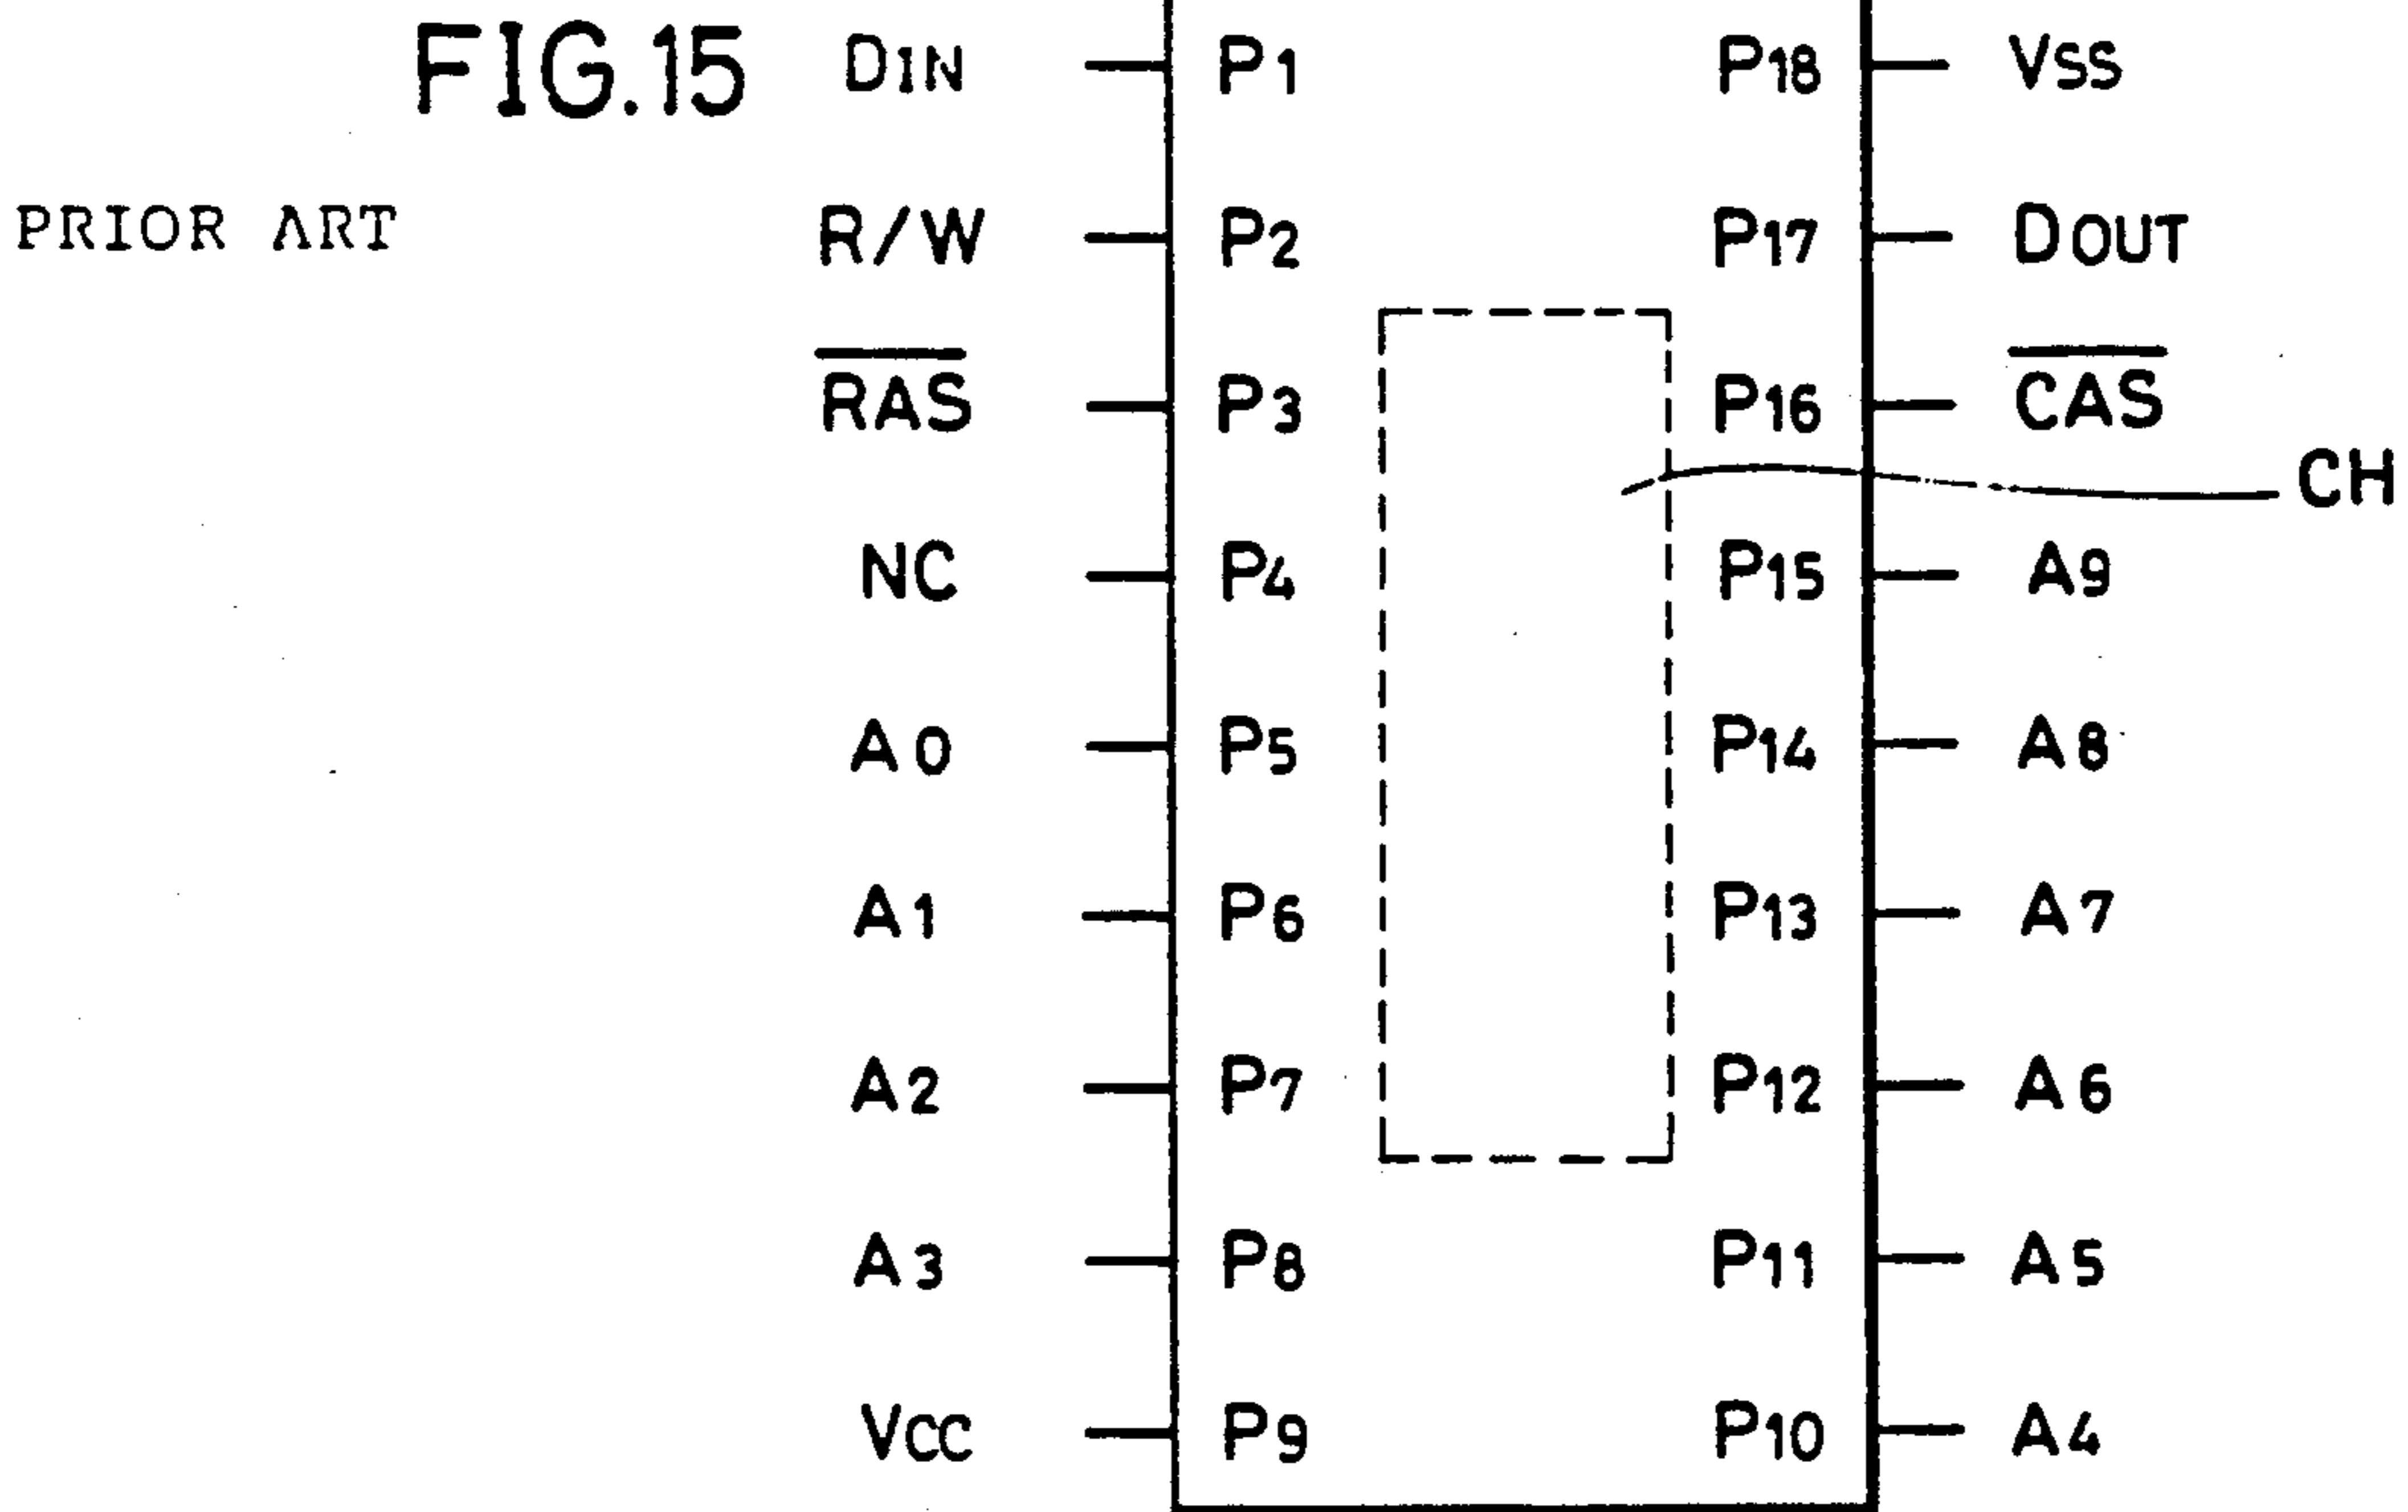 FIG.15
PRIOR ART
DIN P1 P18 VSS
R/W P2 P17 DOUT
R̅A̅S̅ P3 P16 C̅A̅S̅
CH
NC P4 P15 A9
A0 P5 P14 A8
A1 P6 P13 A7
A2 P7 P12 A6
A3 P8 P11 A5
VCC P9 P10 A4